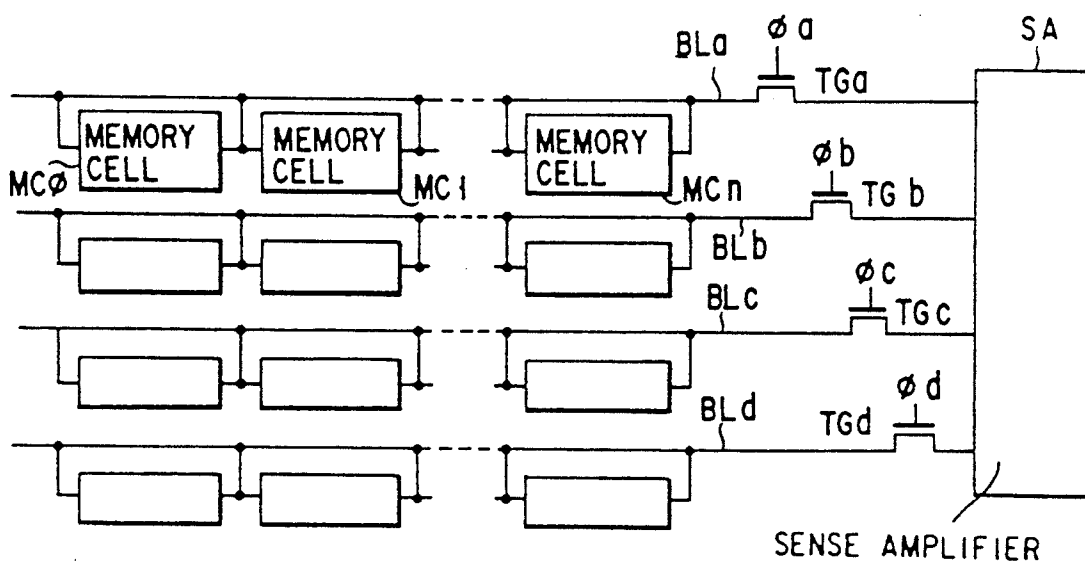 φa
SA
BLa
TGa
MEMORY CELL
MEMORY CELL
MEMORY CELL
MCφ
MC1
MCn
φb
TGb
BLb
φc
BLc
TGc
φd
BLd
TGd
SENSE AMPLIFIER